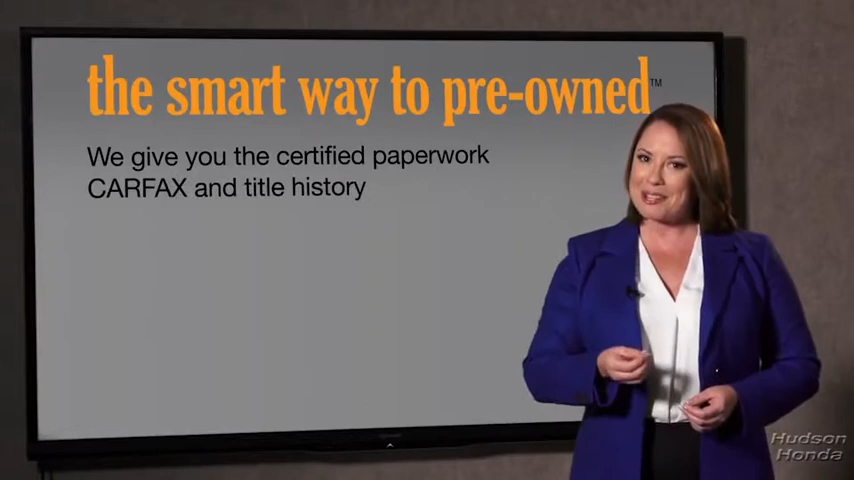 the smart way to pre-owned™
We give you the certified paperwork
CARFAX and title history
Hudson
Honda